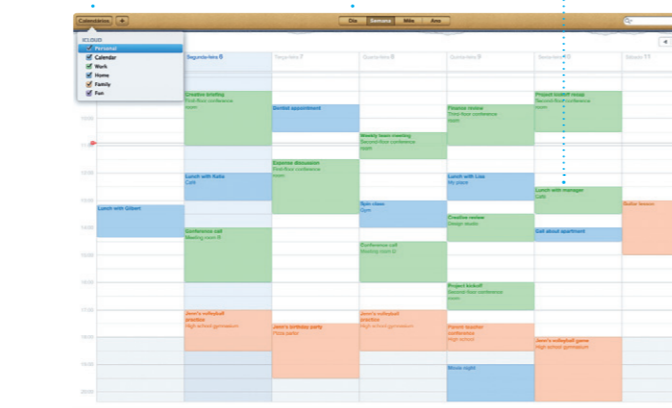 Calendários +
Dia Semana Mês Ano
ICLOUD
Personal
Calendar
Work
Home
Family
Fun
Segunda-feira 6
Terça-feira 7
Quarta-feira 8
Quinta-feira 9
Sexta-feira 10
Sábado 11
Creative briefing
First-floor conference
room
Dentist appointment
Weekly team meeting
Second-floor conference
room
Finance review
Third-floor conference
room
Project kickoff recap
Second-floor conference
room
Expense discussion
First-floor conference
room
Lunch with Katie
Café
Lunch with Lisa
My place
Lunch with manager
Café
Lunch with Gilbert
Spin class
Gym
Guitar lesson
Conference call
Meeting room B
Creative review
Design
Call about apartment
Conference call
Meeting room D
Project kickoff
Second-floor conference
room
Jenn's volleyball
practice
High school gymnasium
Jenn's birthday party
Pizza parlor
Jenn's volleyball
practice
High school gymnasium
Parent-teacher
conference
High school
Jenn's volleyball game
High school gymnasium
Movie night